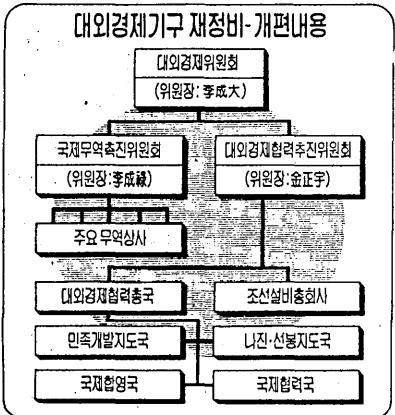 대외경제기구 재정비-개편내용
대외경제위원회
(위원장:李成大)
국제무역촉진위원회
(위원장:李成祿)
대외경제협력추진위원회
(위원장:金正宇)
주요 무역상사
대외경제협력총국
조선설비총회사
민족개발지도국
나진·선봉지도국
국제합영국
국제협력국